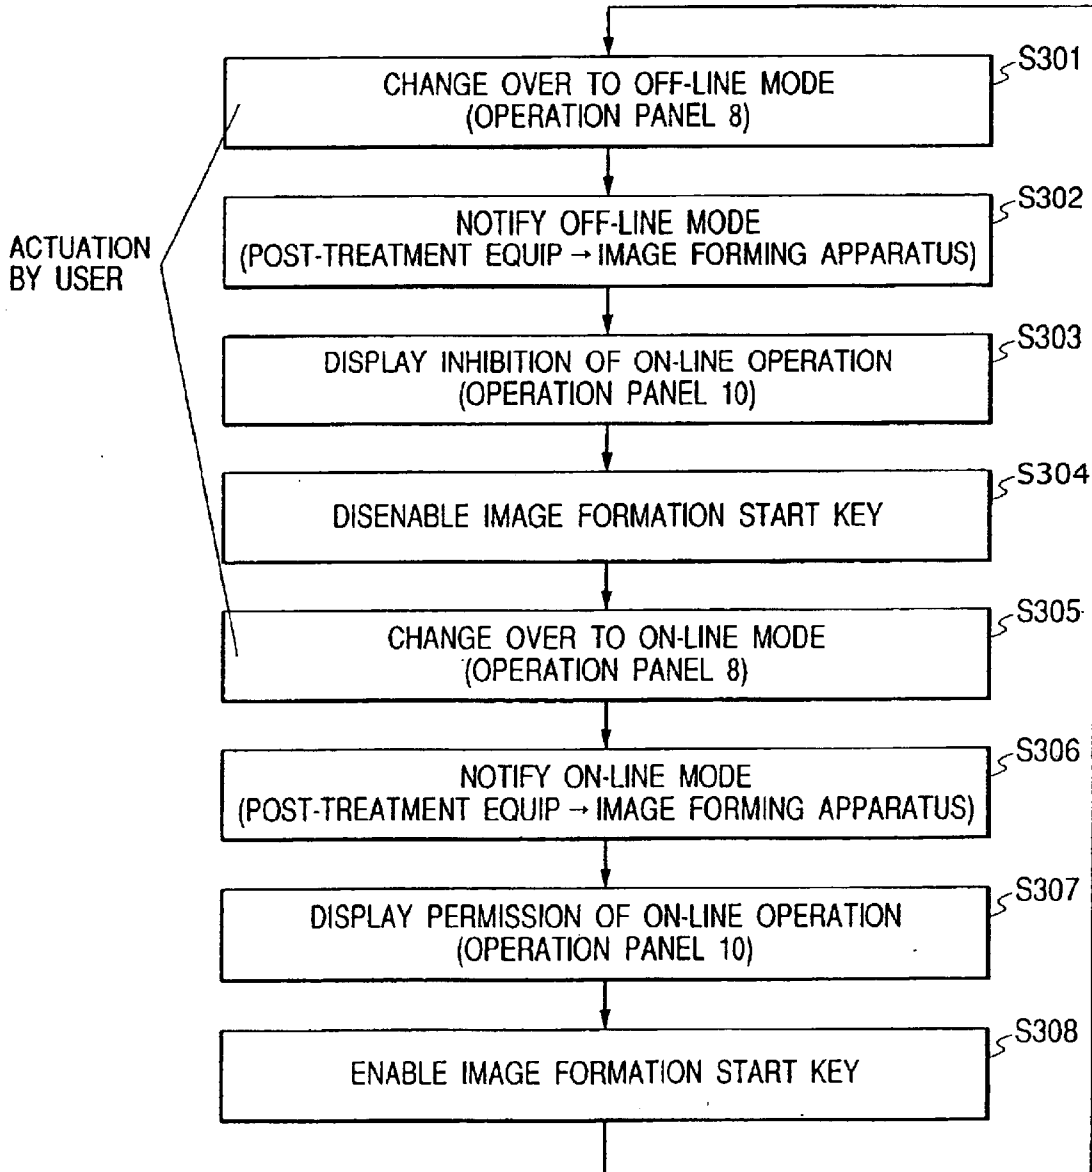 S301
CHANGE OVER TO OFF-LINE MODE
(OPERATION PANEL 8)
S302
NOTIFY OFF-LINE MODE
(POST-TREATMENT EQUIP → IMAGE FORMING APPARATUS)
ACTUATION
BY USER
S303
DISPLAY INHIBITION OF ON-LINE OPERATION
(OPERATION PANEL 10)
S304
DISENABLE IMAGE FORMATION START KEY
S305
CHANGE OVER TO ON-LINE MODE
(OPERATION PANEL 8)
S306
NOTIFY ON-LINE MODE
(POST-TREATMENT EQUIP → IMAGE FORMING APPARATUS)
S307
DISPLAY PERMISSION OF ON-LINE OPERATION
(OPERATION PANEL 10)
S308
ENABLE IMAGE FORMATION START KEY